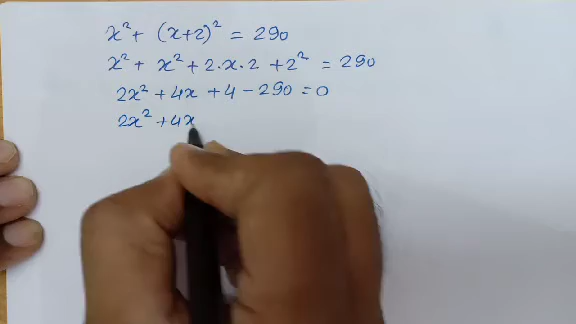 x² + (x+2)² = 290
x² + x² + 2·x·2 + 2² = 290
2x² + 4x + 4 - 290 = 0
2x² + 4x